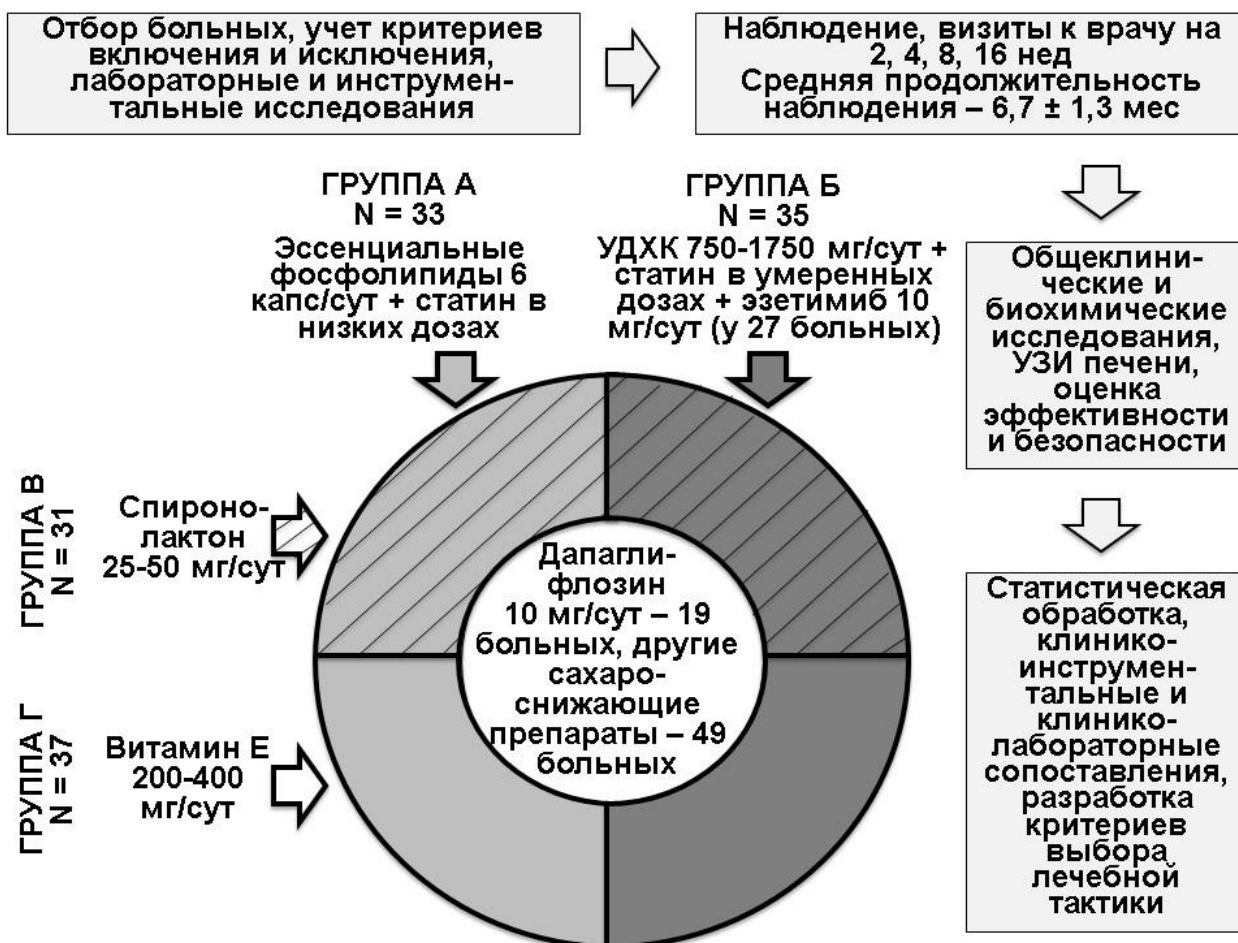 Отбор больных, учет критериев
включения и исключения,
лабораторные и инструмен-
тальные исследования
Наблюдение, визиты к врачу на
2, 4, 8, 16 нед
Средняя продолжительность
наблюдения – 6,7 ± 1,3 мес
ГРУППА А
N = 33
Эссенциальные
фосфолипиды 6
капс/сут + статин в
низких дозах
ГРУППА Б
N = 35
УДХК 750-1750 мг/сут +
статин в умеренных
дозах + эзетимиб 10
мг/сут (у 27 больных)
Общеклини-
ческие и
биохимические
исследования,
УЗИ печени,
оценка
эффективности
и безопасности
ГРУППА В
N = 31
Спироно-
лактон
25-50 мг/сут
Дапагли-
флозин
10 мг/сут – 19
больных, другие
сахаро-
снижающие
препараты – 49
больных
ГРУППА Г
N = 37
Витамин Е
200-400
мг/сут
Статистическая
обработка,
клинико-
инструмен-
тальные и
клинико-
лабораторные
сопоставления,
разработка
критериев
выбора
лечебной
тактики